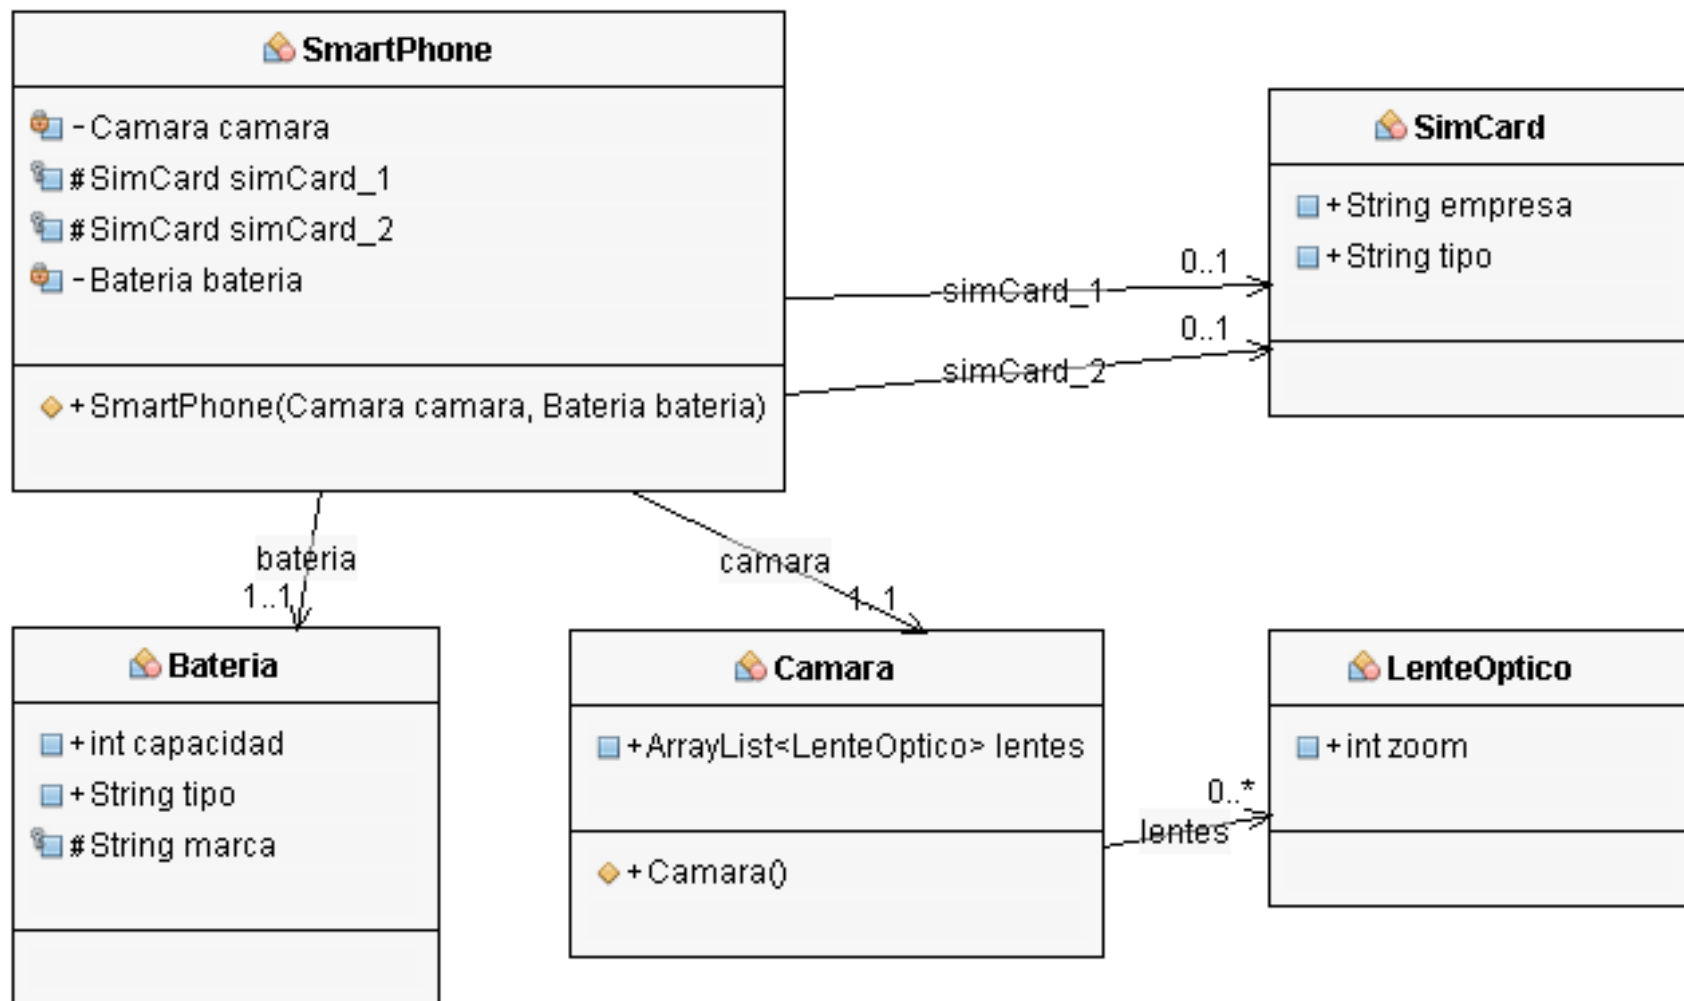 SmartPhone
-Camara camara
#SimCard simCard_1
#SimCard simCard_2
-Bateria bateria
+SmartPhone(Camara camara, Bateria bateria)
SimCard
+String empresa
+String tipo
0..1
simCard_1
0..1
simCard_2
bateria
1..1
camara
1..1
Bateria
+int capacidad
+String tipo
#String marca
Camara
+ArrayList<LenteOptico> lentes
+Camara()
0..*
lentes
LenteOptico
+int zoom